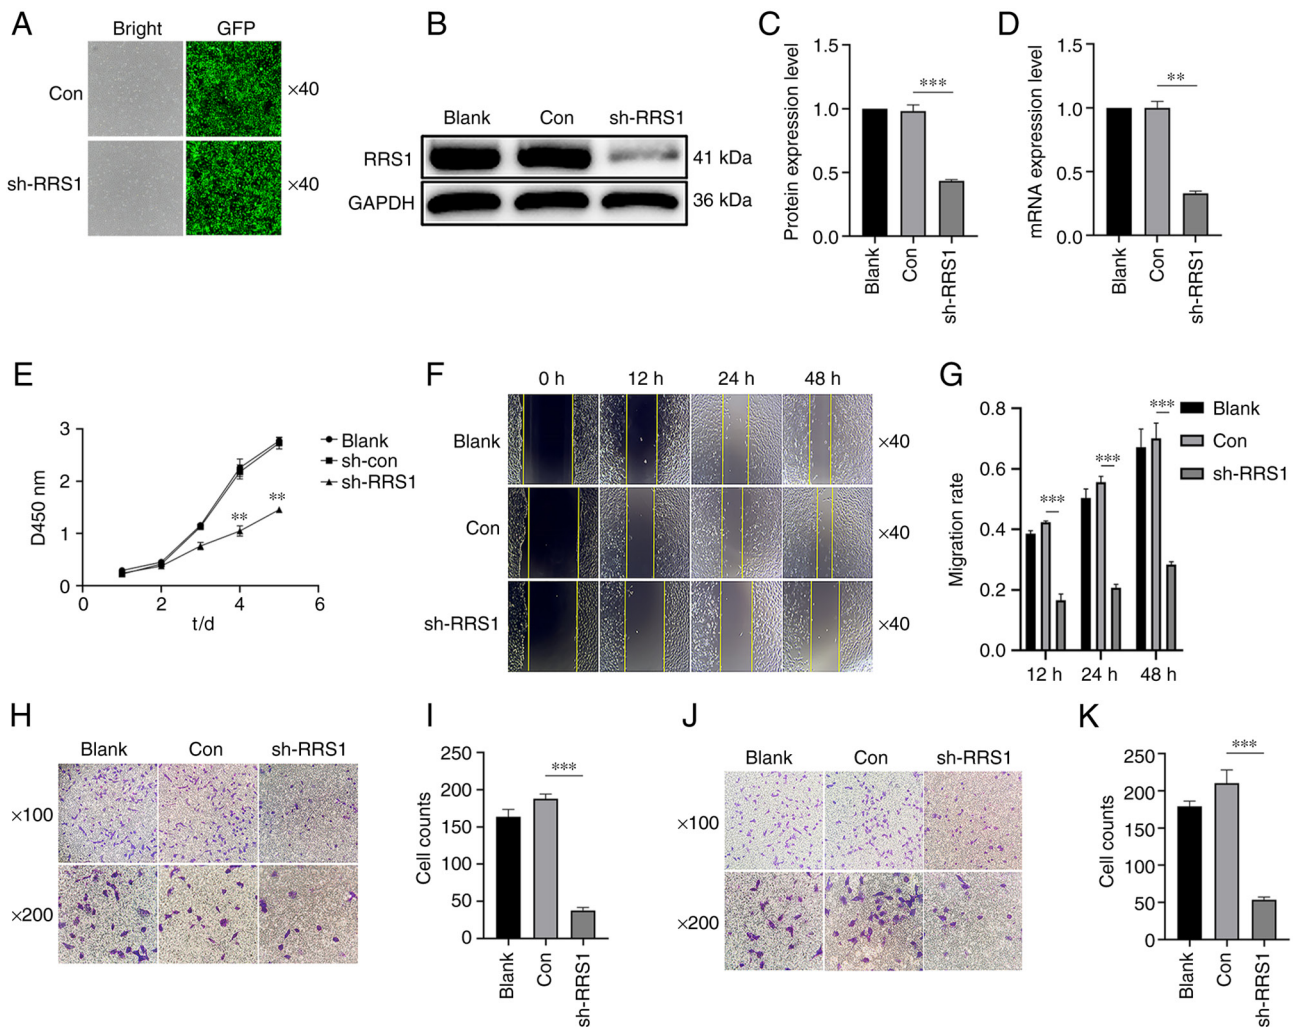 A
Bright GFP
Con
×40
sh-RRS1
×40
B
Blank Con sh-RRS1
RRS1
41 kDa
GAPDH
36 kDa
C
Protein expression level
1.5
1.0
0.5
0.0
***
Blank
Con
sh-RRS1
D
mRNA expression level
1.5
1.0
0.5
0.0
**
Blank
Con
sh-RRS1
E
D450 nm
3
2
1
0
0 2 4 6
t/d
**
**
Blank
sh-con
sh-RRS1
F
0 h 12 h 24 h 48 h
Blank
×40
Con
×40
sh-RRS1
×40
G
Migration rate
0.8
0.6
0.4
0.2
0.0
***
***
***
12 h 24 h 48 h
Blank
Con
sh-RRS1
H
Blank Con sh-RRS1
×100
×200
I
Cell counts
250
200
150
100
50
0
***
Blank
Con
sh-RRS1
J
Blank Con sh-RRS1
×100
×200
K
Cell counts
250
200
150
100
50
0
***
Blank
Con
sh-RRS1